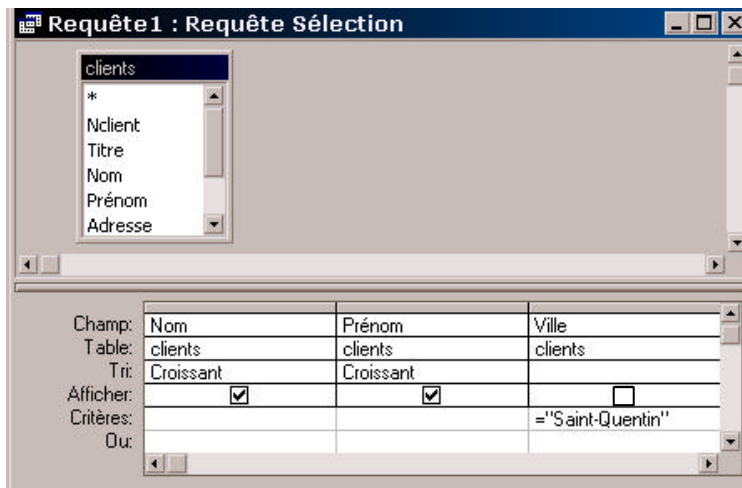 Requête1 : Requête Sélection
clients
*
Nclient
Titre
Nom
Prénom
Adresse
Champ: Nom Prénom Ville
Table: clients clients clients
Tri: Croissant Croissant
Afficher:
Critères: ="Saint-Quentin"
Ou: